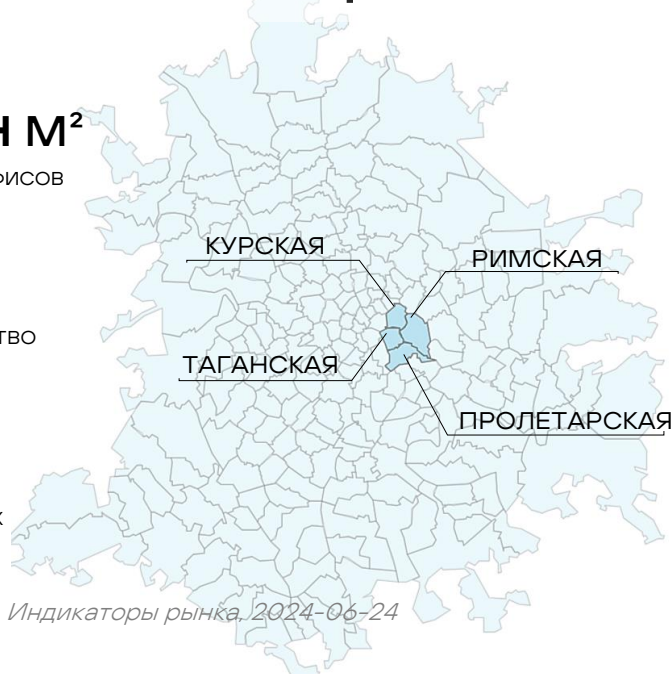 Н М²
ФИСОВ
КУРСКАЯ
РИМСКАЯ
ТВО
ТАГАНСКАЯ
ПРОЛЕТАРСКАЯ
Индикаторы рынка, 2024-06-24